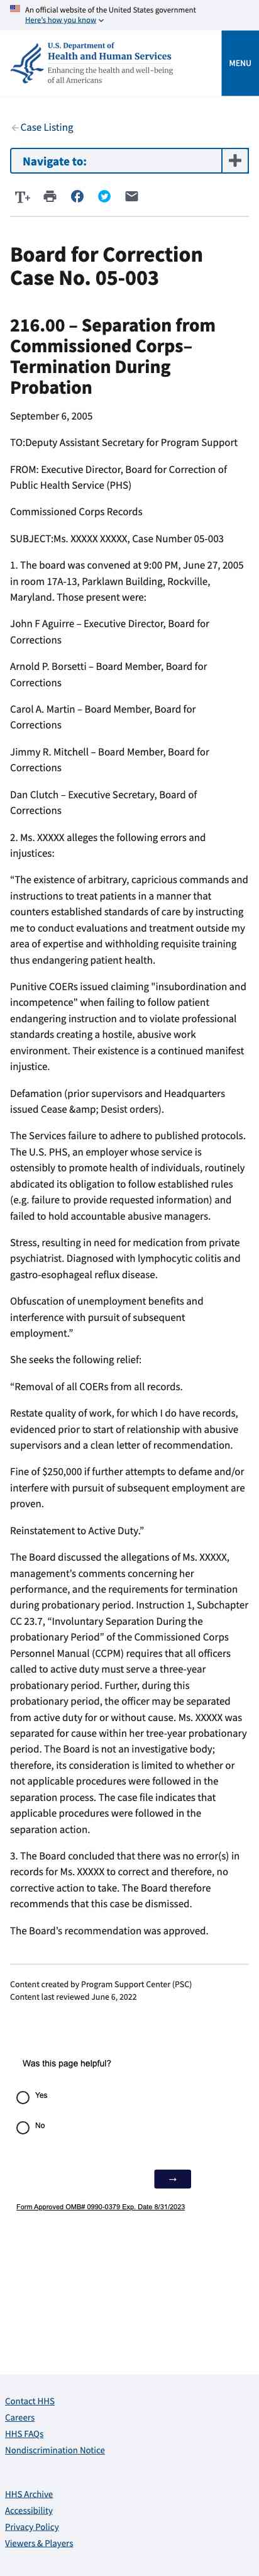 An official website of the United States government
Here's how you know
U.S. Department of
Health and Human Services
Enhancing the health and well-being
of all Americans
MENU
Case Listing
Navigate to:
T+
Board for Correction
Case No. 05-003
216.00 – Separation from
Commissioned Corps–
Termination During
Probation
September 6, 2005
TO:Deputy Assistant Secretary for Program Support
FROM: Executive Director, Board for Correction of
Public Health Service (PHS)
Commissioned Corps Records
SUBJECT:Ms. XXXXX XXXXX, Case Number 05-003
1. The board was convened at 9:00 PM, June 27, 2005
in room 17A-13, Parklawn Building, Rockville,
Maryland. Those present were:
John F Aguirre – Executive Director, Board for
Corrections
Arnold P. Borsetti – Board Member, Board for
Corrections
Carol A. Martin – Board Member, Board for
Corrections
Jimmy R. Mitchell – Board Member, Board for
Corrections
Dan Clutch – Executive Secretary, Board of
Corrections
2. Ms. XXXXX alleges the following errors and
injustices:
“The existence of arbitrary, capricious commands and
instructions to treat patients in a manner that
counters established standards of care by instructing
me to conduct evaluations and treatment outside my
area of expertise and withholding requisite training
thus endangering patient health.
Punitive COERs issued claiming "insubordination and
incompetence" when failing to follow patient
endangering instruction and to violate professional
standards creating a hostile, abusive work
environment. Their existence is a continued manifest
injustice.
Defamation (prior supervisors and Headquarters
issued Cease &amp; Desist orders).
The Services failure to adhere to published protocols.
The U.S. PHS, an employer whose service is
ostensibly to promote health of individuals, routinely
abdicated its obligation to follow established rules
(e.g. failure to provide requested information) and
failed to hold accountable abusive managers.
Stress, resulting in need for medication from private
psychiatrist. Diagnosed with lymphocytic colitis and
gastro-esophageal reflux disease.
Obfuscation of unemployment benefits and
interference with pursuit of subsequent
employment.”
She seeks the following relief:
“Removal of all COERs from all records.
Restate quality of work, for which I do have records,
evidenced prior to start of relationship with abusive
supervisors and a clean letter of recommendation.
Fine of $250,000 if further attempts to defame and/or
interfere with pursuit of subsequent employment are
proven.
Reinstatement to Active Duty.”
The Board discussed the allegations of Ms. XXXXX,
management’s comments concerning her
performance, and the requirements for termination
during probationary period. Instruction 1, Subchapter
CC 23.7, “Involuntary Separation During the
probationary Period” of the Commissioned Corps
Personnel Manual (CCPM) requires that all officers
called to active duty must serve a three-year
probationary period. Further, during this
probationary period, the officer may be separated
from active duty for or without cause. Ms. XXXXX was
separated for cause within her tree-year probationary
period. The Board is not an investigative body;
therefore, its consideration is limited to whether or
not applicable procedures were followed in the
separation process. The case file indicates that
applicable procedures were followed in the
separation action.
3. The Board concluded that there was no error(s) in
records for Ms. XXXXX to correct and therefore, no
corrective action to take. The Board therefore
recommends that this case be dismissed.
The Board’s recommendation was approved.
Content created by Program Support Center (PSC)
Content last reviewed June 6, 2022
Was this page helpful?
Yes
No
→
Form Approved OMB# 0990-0379 Exp. Date 8/31/2023
Contact HHS
Careers
HHS FAQs
Nondiscrimination Notice
HHS Archive
Accessibility
Privacy Policy
Viewers & Players